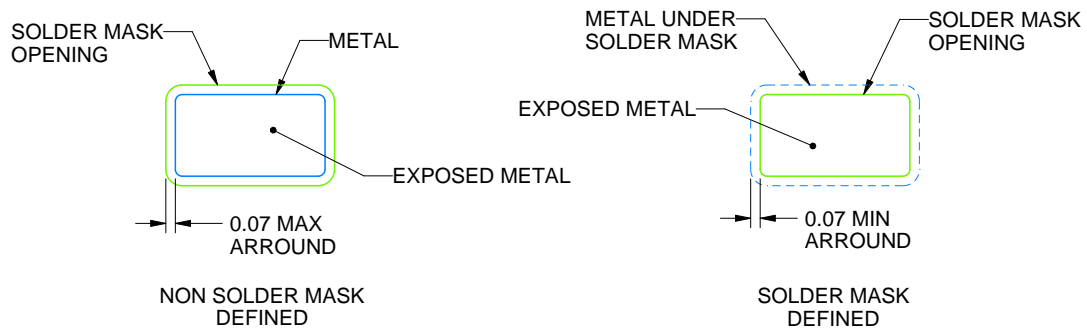 SOLDER MASK
OPENING
METAL
EXPOSED METAL
0.07 MAX
ARROUND
NON SOLDER MASK
DEFINED
METAL UNDER
SOLDER MASK
SOLDER MASK
OPENING
EXPOSED METAL
0.07 MIN
ARROUND
SOLDER MASK
DEFINED